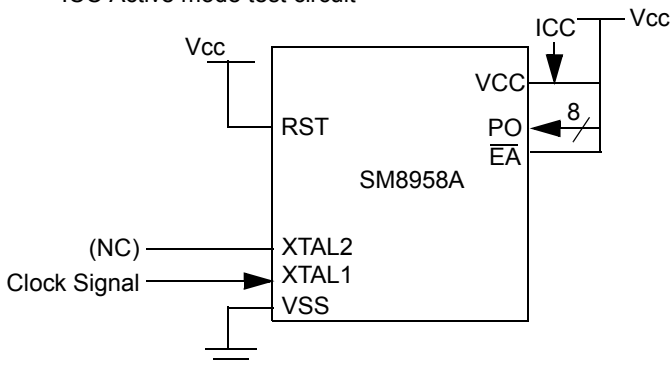 ICC Active mode test circuit
Vcc
ICC
Vcc
VCC
RST
8
PO
EA
SM8958A
(NC)
XTAL2
Clock Signal
XTAL1
VSS